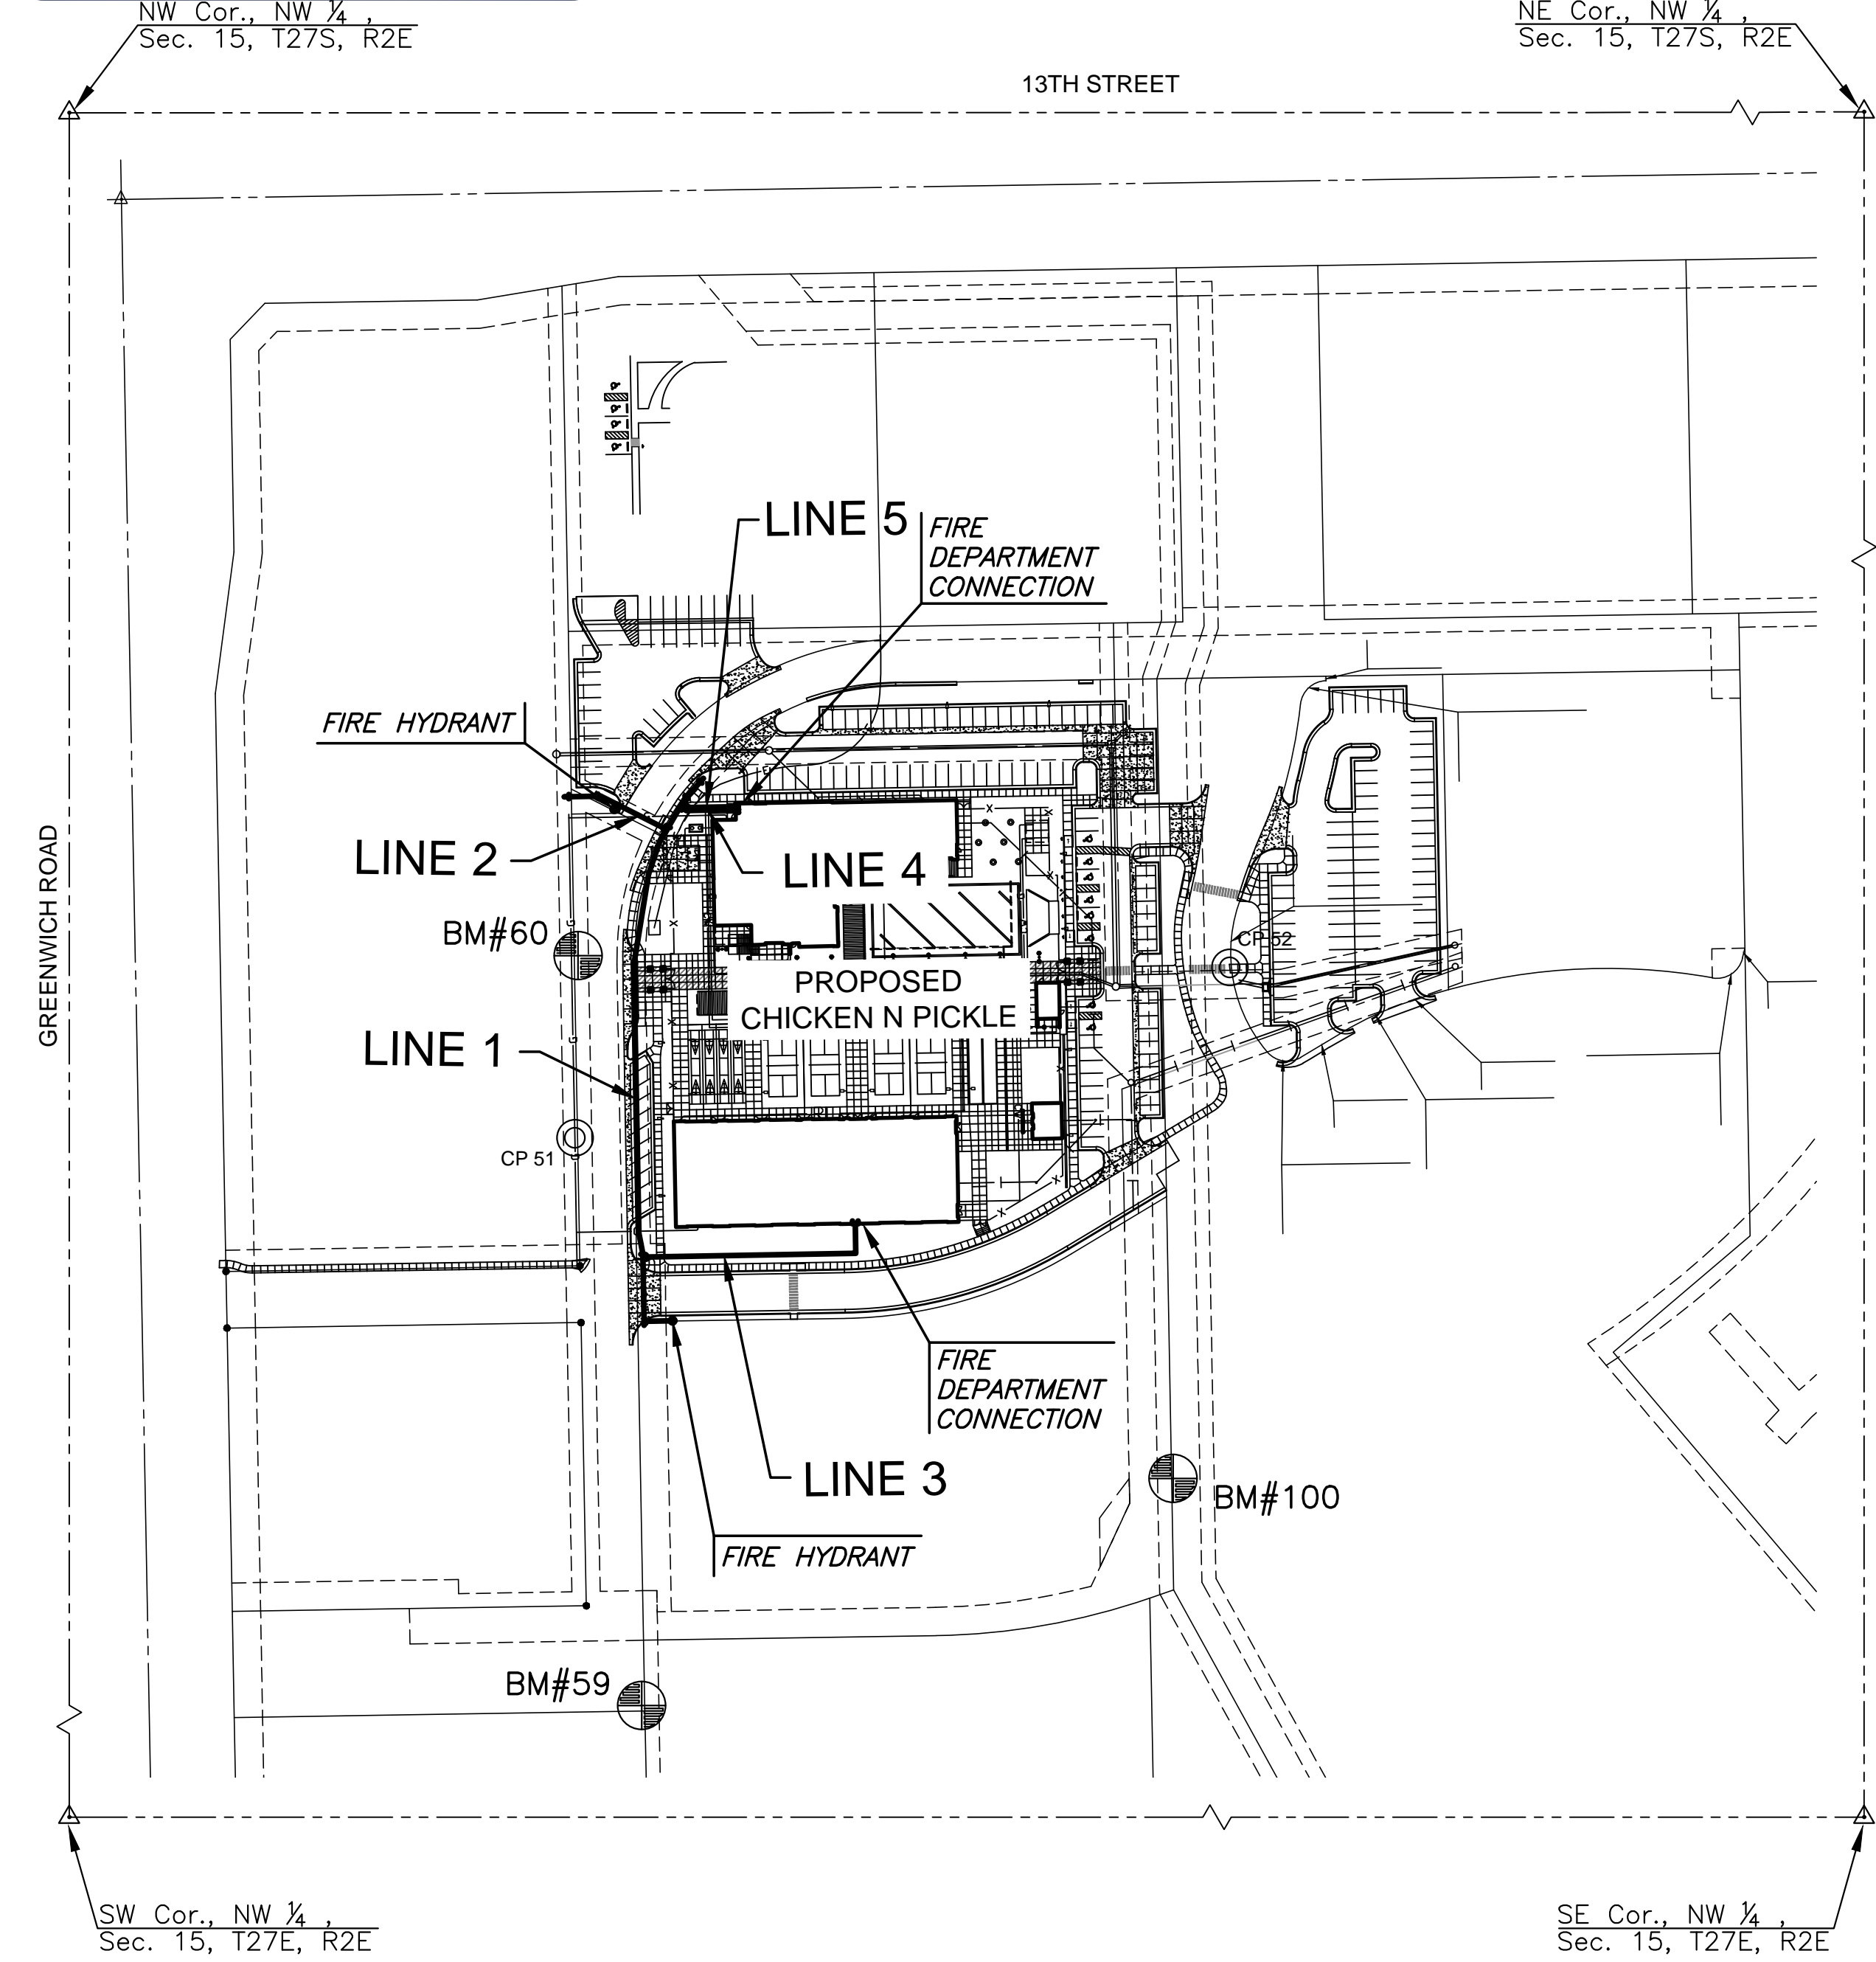 NW Cor., NW ¼ ,
Sec. 15, T27S, R2E
NE Cor., NW ¼ ,
Sec. 15, T27S, R2E
13TH STREET
LINE 5
FIRE
DEPARTMENT
CONNECTION
FIRE HYDRANT
LINE 2
LINE 4
GREENWICH ROAD
BM#60
CP 52
PROPOSED
CHICKEN N PICKLE
LINE 1
CP 51
FIRE
DEPARTMENT
CONNECTION
LINE 3
BM#100
FIRE HYDRANT
BM#59
SW Cor., NW ¼ ,
Sec. 15, T27E, R2E
SE Cor., NW ¼ ,
Sec. 15, T27E, R2E